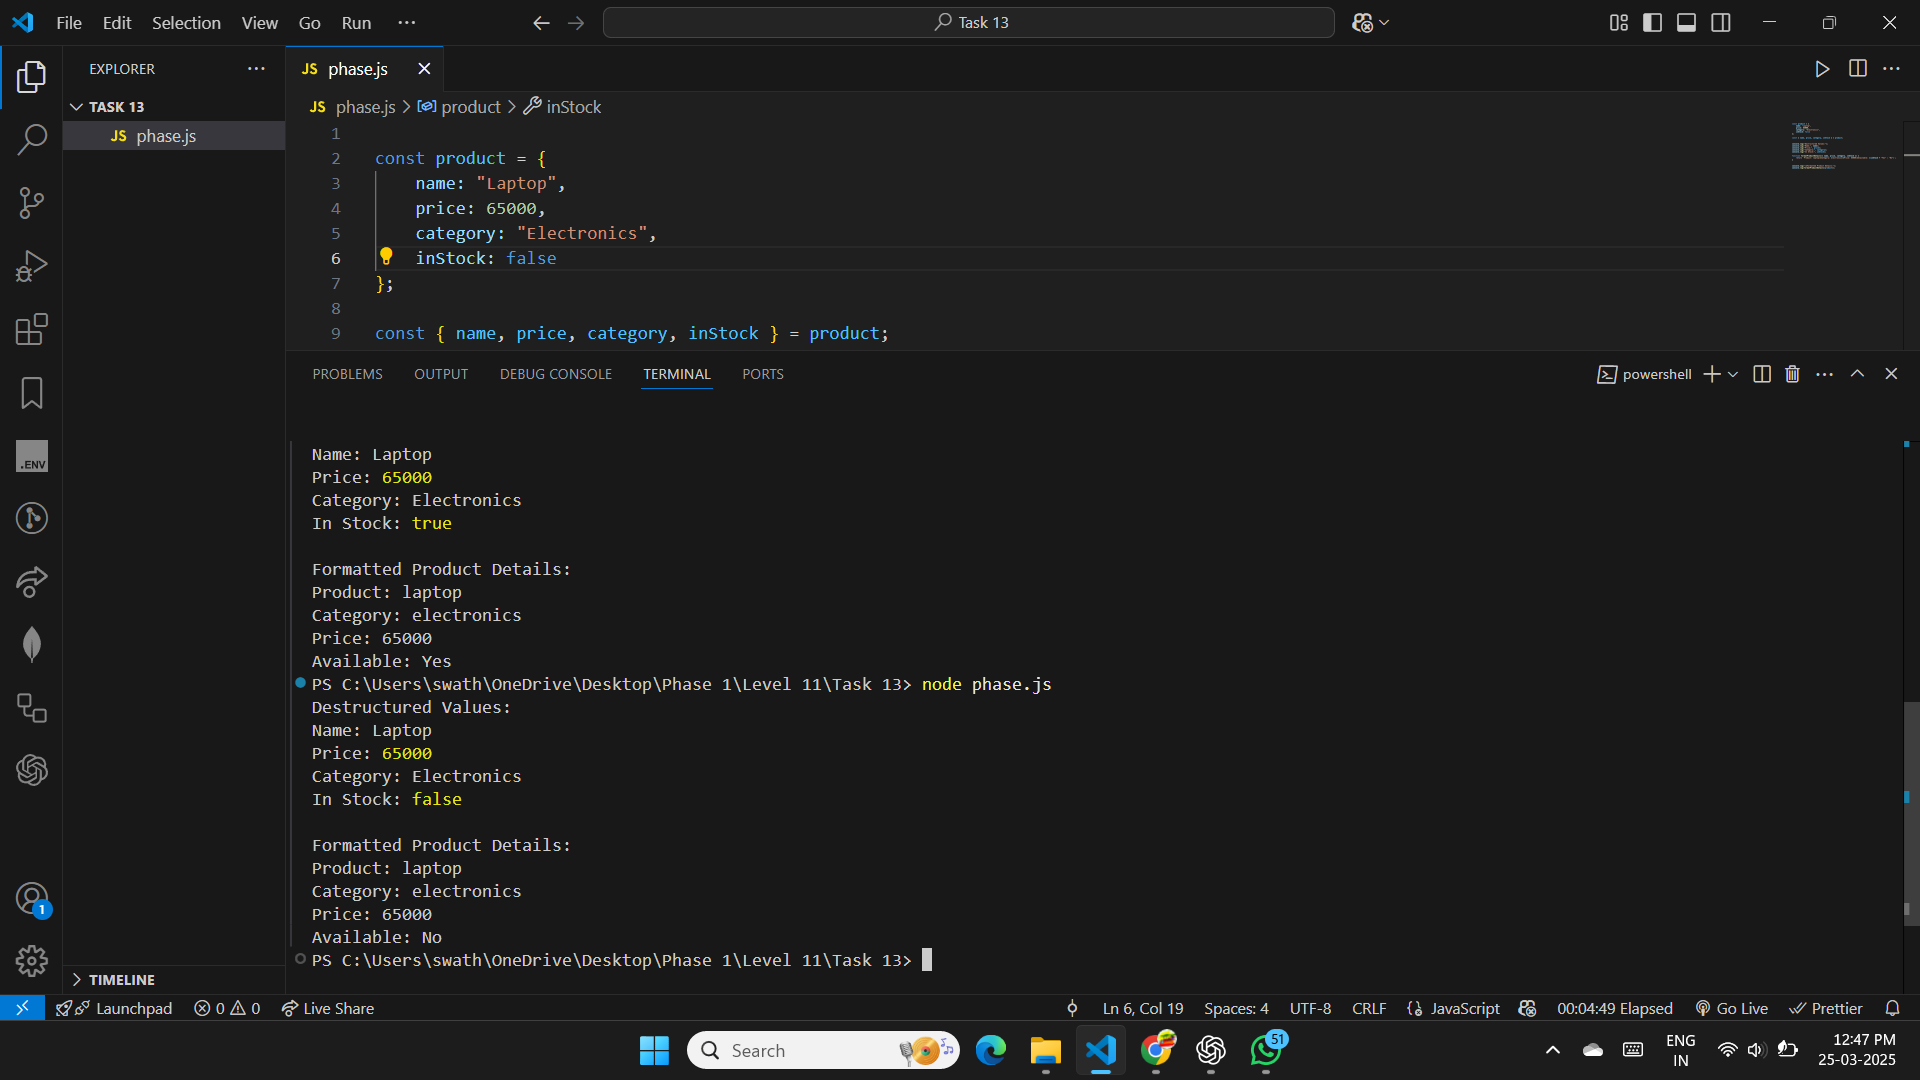 File Edit Selection View Go Run ···
Task 13
EXPLORER ···
TASK 13
JS phase.js
JS phase.js
JS phase.js > product > inStock
1
2 const product = {
3 name: "Laptop",
4 price: 65000,
5 category: "Electronics",
6 inStock: false
7 };
8
9 const { name, price, category, inStock } = product;
PROBLEMS OUTPUT DEBUG CONSOLE TERMINAL PORTS
powershell
Name: Laptop
Price: 65000
Category: Electronics
In Stock: true
Formatted Product Details:
Product: laptop
Category: electronics
Price: 65000
Available: Yes
PS C:\Users\swath\OneDrive\Desktop\Phase 1\Level 11\Task 13> node phase.js
Destructured Values:
Name: Laptop
Price: 65000
Category: Electronics
In Stock: false
Formatted Product Details:
Product: laptop
Category: electronics
Price: 65000
Available: No
PS C:\Users\swath\OneDrive\Desktop\Phase 1\Level 11\Task 13>
.ENV
1
TIMELINE
Launchpad 0 0 Live Share
Ln 6, Col 19 Spaces: 4 UTF-8 CRLF JavaScript 00:04:49 Elapsed Go Live Prettier
Search
51
ENG
IN
12:47 PM
25-03-2025